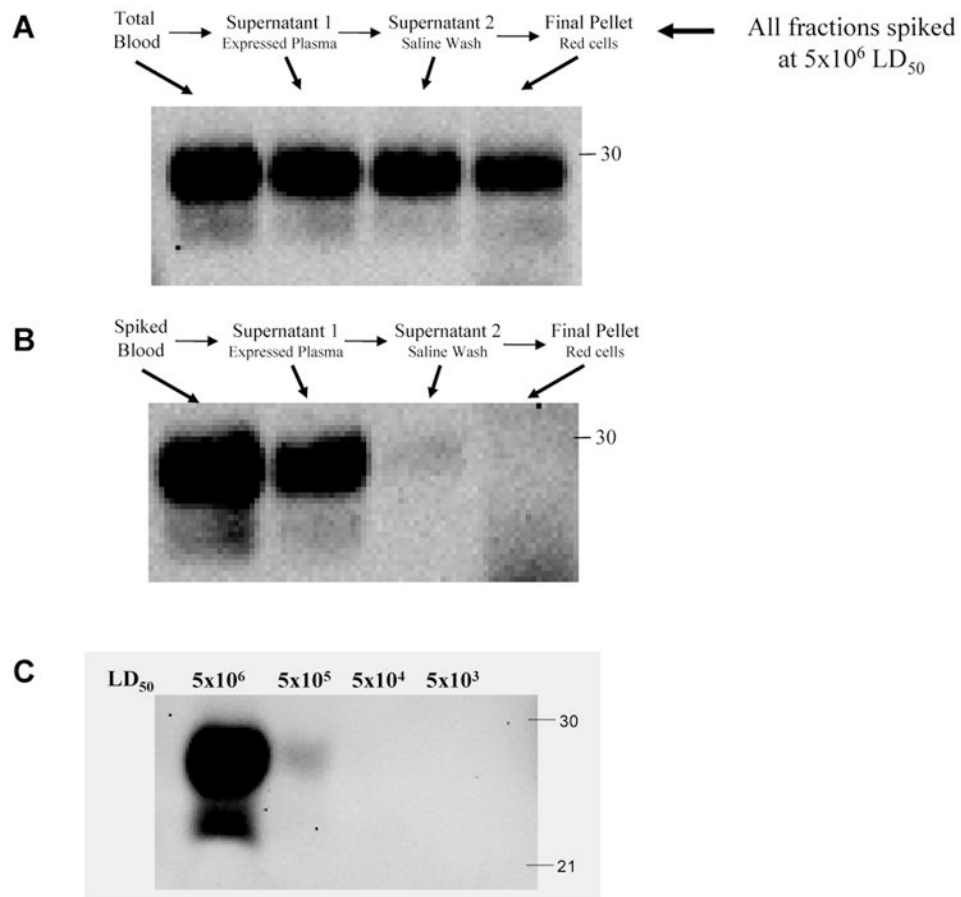 A
Total Blood → Supernatant 1 → Supernatant 2 → Final Pellet
Expressed Plasma Saline Wash Red cells
All fractions spiked
at 5x10⁶ LD₅₀
30
B
Spiked Blood → Supernatant 1 → Supernatant 2 → Final Pellet
Expressed Plasma Saline Wash Red cells
30
C
LD₅₀ 5x10⁶ 5x10⁵ 5x10⁴ 5x10³
30
21